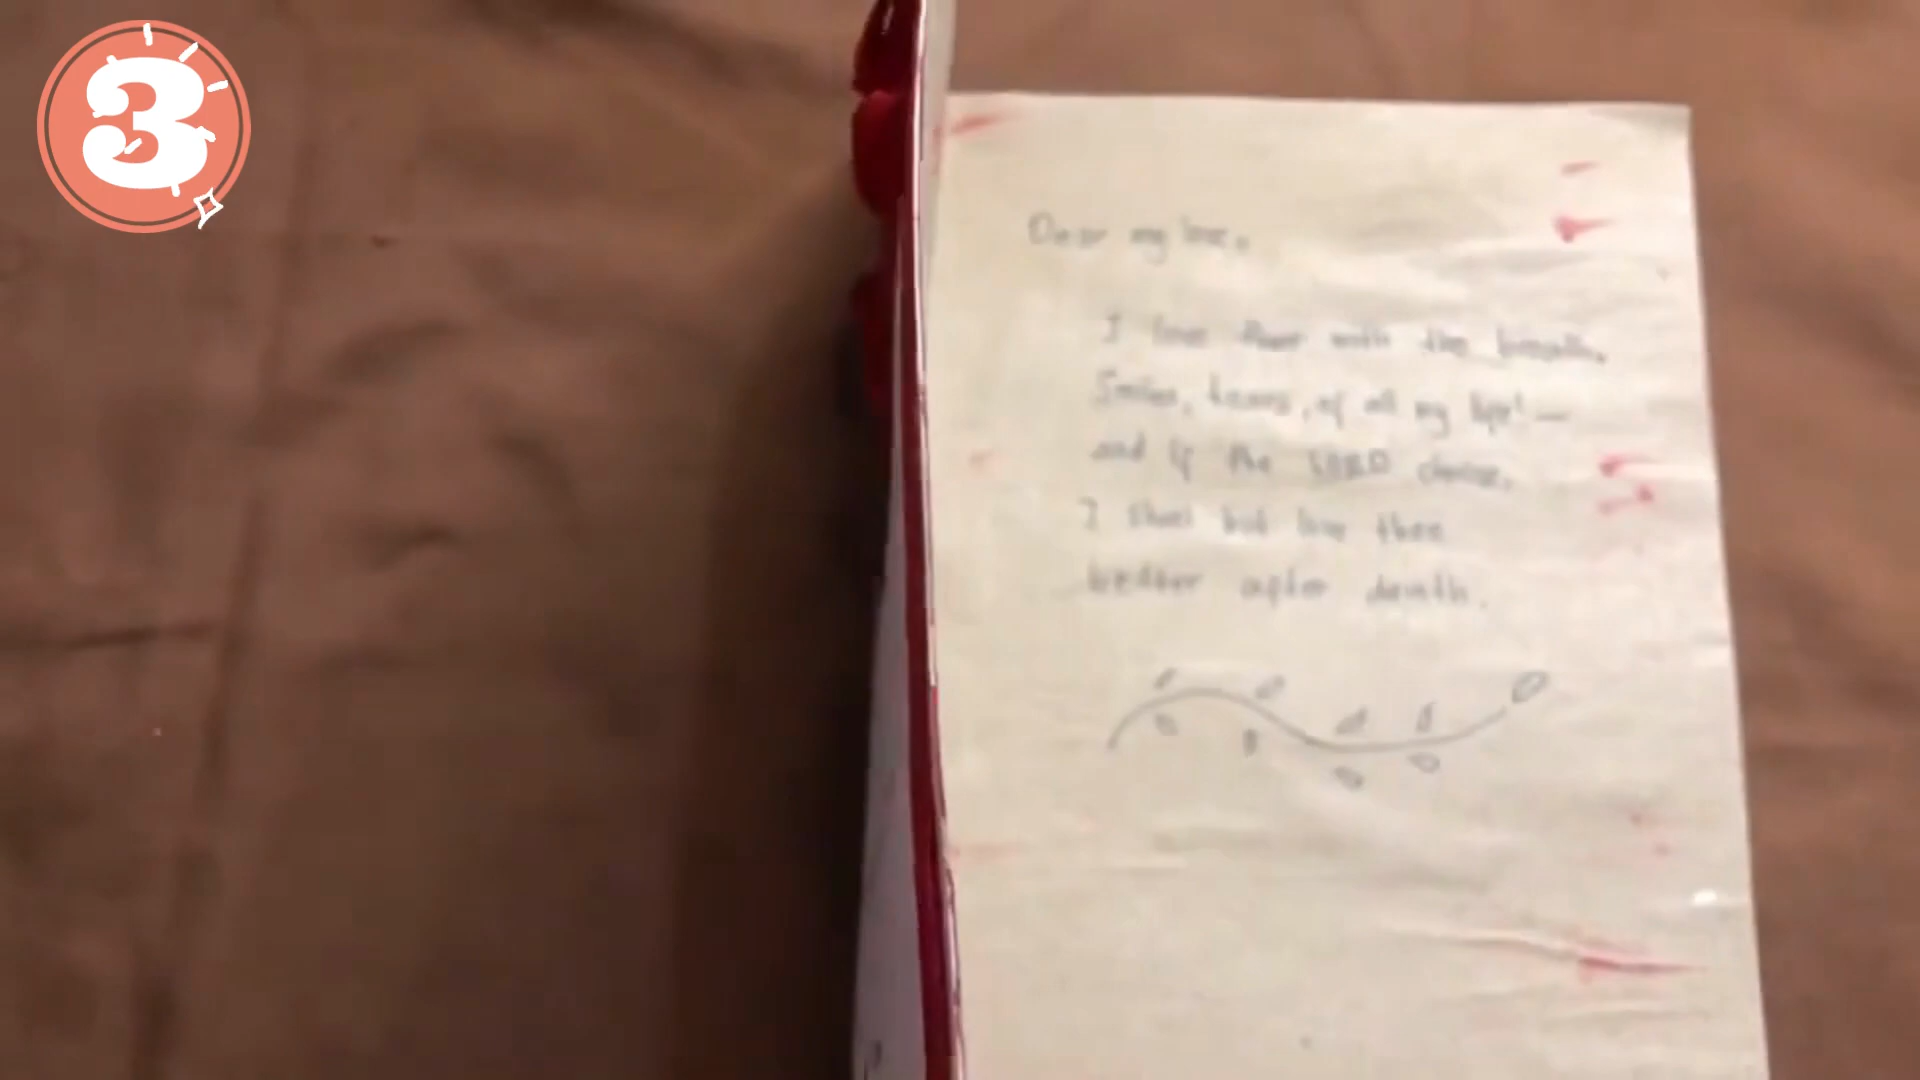 3
Dear my love,
I love thee with the breath,
Smiles, tears, of all my life! —
and if the LORD choose,
I shall but love thee
better after death.